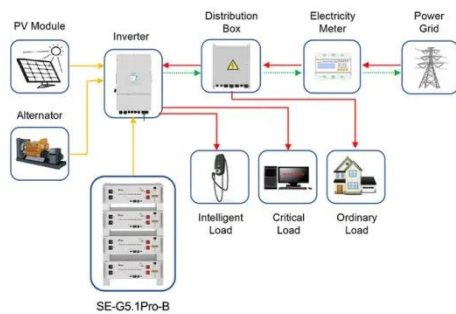 PV Module
Inverter
Distribution
Box
Electricity
Meter
Power
Grid
Alternator
Intelligent
Load
Critical
Load
Ordinary
Load
SE-G5.1Pro-B